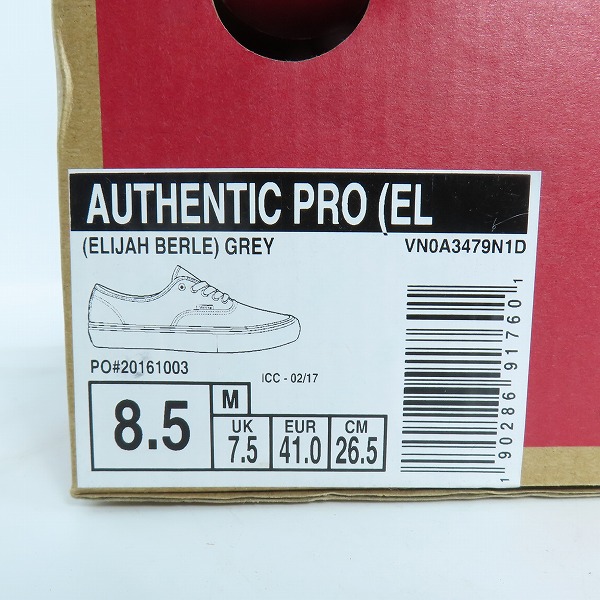 AUTHENTIC PRO (EL
(ELIJAH BERLE) GREY VN0A3479N1D
PO#20161003
ICC - 02/17
8.5 M
UK EUR CM
7.5 41.0 26.5
1 90286 91760 1